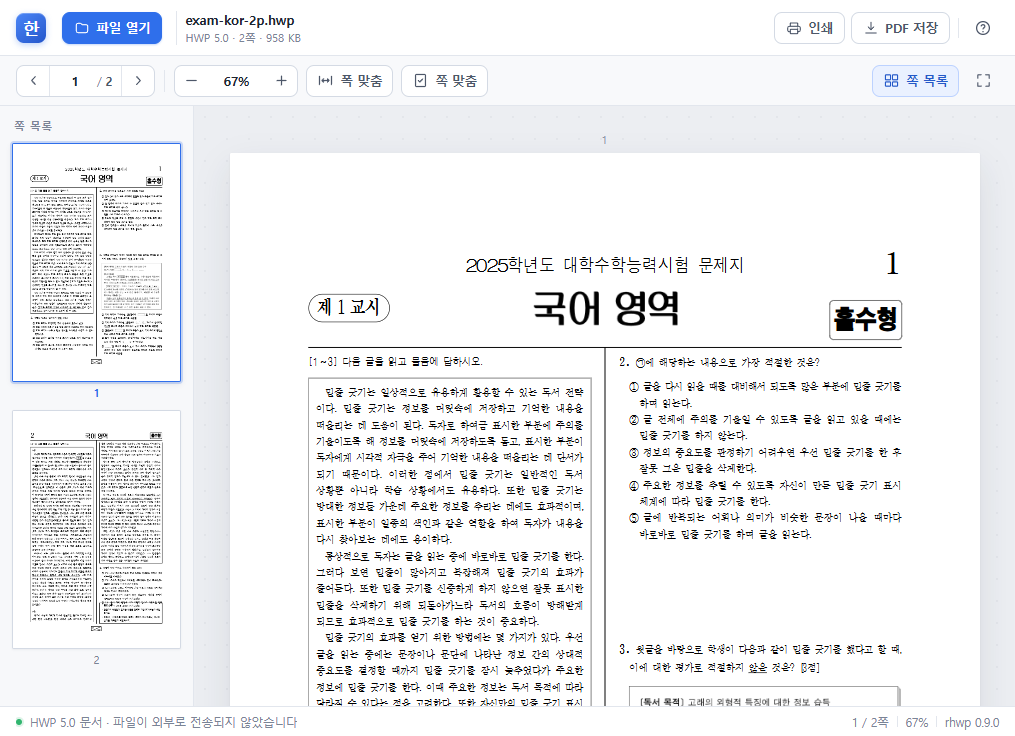 한
파일 열기
exam-kor-2p.hwp
HWP 5.0 · 2쪽 · 958 KB
인쇄
PDF 저장
1 / 2
67%
쪽 맞춤
쪽 맞춤
쪽 목록
쪽 목록
1
2
1
2025학년도 대학수학능력시험 문제지
1
제 1 교시
국어 영역
홀수형
[1~3] 다음 글을 읽고 물음에 답하시오.
밑줄 긋기는 일상적으로 유용하게 활용할 수 있는 독서 전략
이다. 밑줄 긋기는 정보를 머릿속에 저장하고 기억한 내용을
떠올리는 데 도움이 된다. 독자로 하여금 표시한 부분에 주의를
기울이도록 해 정보를 머릿속에 저장하도록 돕고, 표시한 부분이
독자에게 시각적 자극을 주어 기억한 내용을 떠올리는 데 단서가
되기 때문이다. 이러한 점에서 밑줄 긋기는 일반적인 독서
상황뿐 아니라 학습 상황에서도 유용하다. 또한 밑줄 긋기는
방대한 정보들 가운데 주요한 정보를 추리는 데에도 효과적이며,
표시한 부분이 일종의 색인과 같은 역할을 하여 독자가 내용을
다시 찾아보는 데에도 용이하다.
통상적으로 독자는 글을 읽는 중에 바로바로 밑줄 긋기를 한다.
그러다 보면 밑줄이 많아지고 복잡해져 밑줄 긋기의 효과가
줄어든다. 또한 밑줄 긋기를 신중하게 하지 않으면 잘못 표시한
밑줄을 삭제하기 위해 되돌아가느라 독서의 흐름이 방해받게
되므로 효과적으로 밑줄 긋기를 하는 것이 중요하다.
밑줄 긋기의 효과를 얻기 위한 방법에는 몇 가지가 있다. 우선
글을 읽는 중에는 문장이나 문단에 나타난 정보 간의 상대적
중요도를 결정할 때까지 밑줄 긋기를 잠시 늦추었다가 주요한
정보에 밑줄 긋기를 한다. 이때 주요한 정보는 독서 목적에 따라
달라질 수 있다는 점을 고려한다. 또한 자신만의 밑줄 긋기 표시
2. ㉠에 해당하는 내용으로 가장 적절한 것은?
① 글을 다시 읽을 때를 대비해서 되도록 많은 부분에 밑줄 긋기를
하며 읽는다.
② 글 전체에 주의를 기울일 수 있도록 글을 읽고 있을 때에는
밑줄 긋기를 하지 않는다.
③ 정보의 중요도를 판정하기 어려우면 우선 밑줄 긋기를 한 후
잘못 그은 밑줄을 삭제한다.
④ 주요한 정보를 추릴 수 있도록 자신이 만든 밑줄 긋기 표시
체계에 따라 밑줄 긋기를 한다.
⑤ 글에 반복되는 어휘나 의미가 비슷한 문장이 나올 때마다
바로바로 밑줄 긋기를 하며 글을 읽는다.
3. 윗글을 바탕으로 학생이 다음과 같이 밑줄 긋기를 했다고 할 때,
이에 대한 평가로 적절하지 않은 것은? [3점]
[독서 목적] 고래의 외형적 특징에 대한 정보 습득
HWP 5.0 문서 · 파일이 외부로 전송되지 않았습니다
1 / 2쪽
67%
rhwp 0.9.0